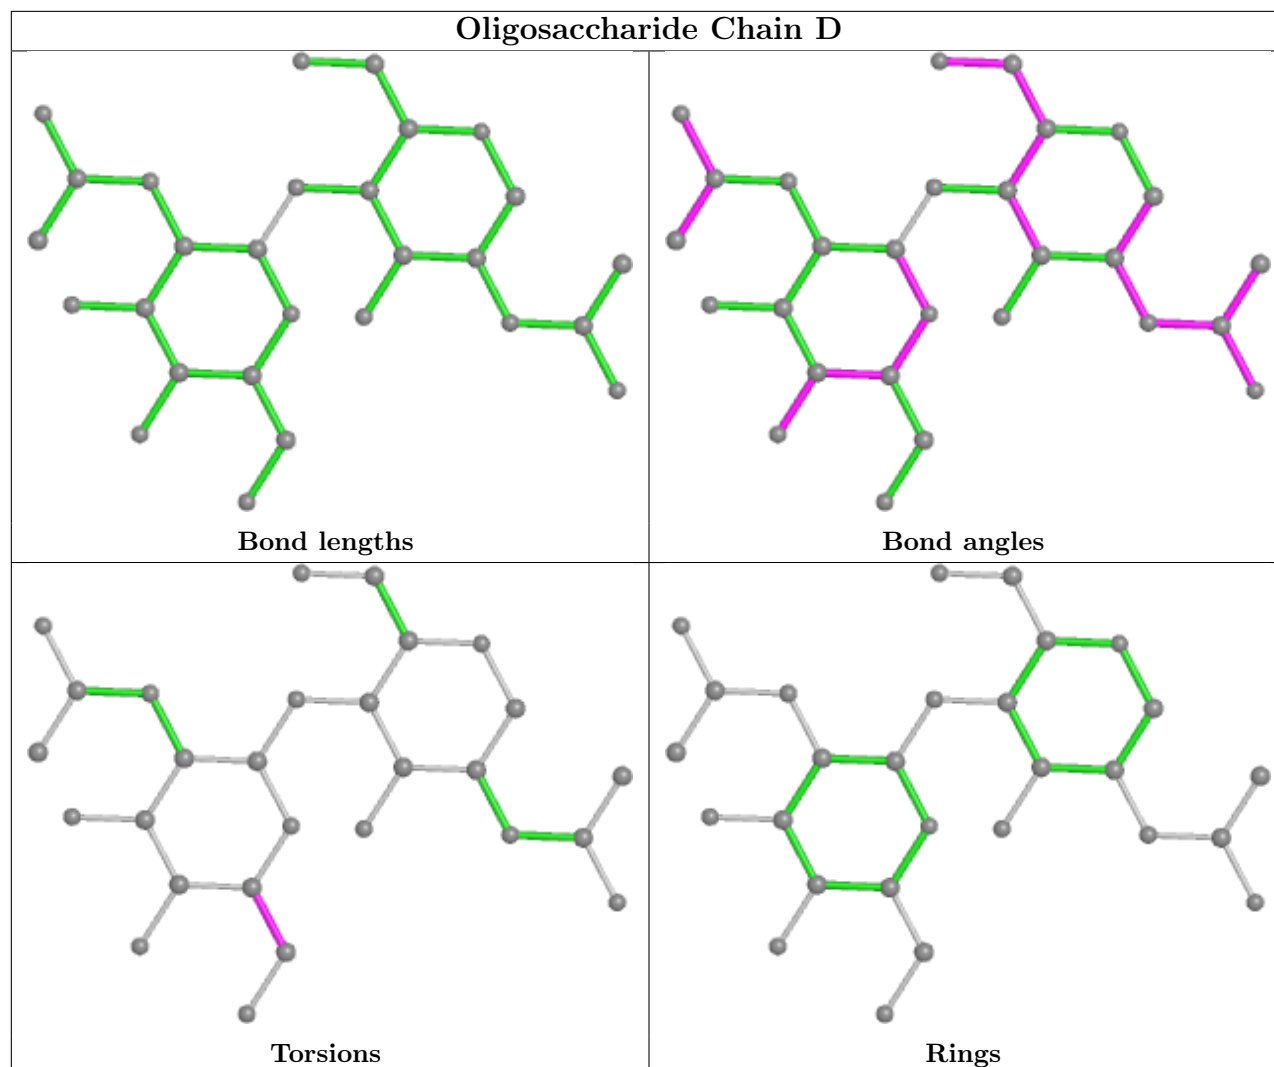 Oligosaccharide Chain D
Bond lengths
Bond angles
Torsions
Rings